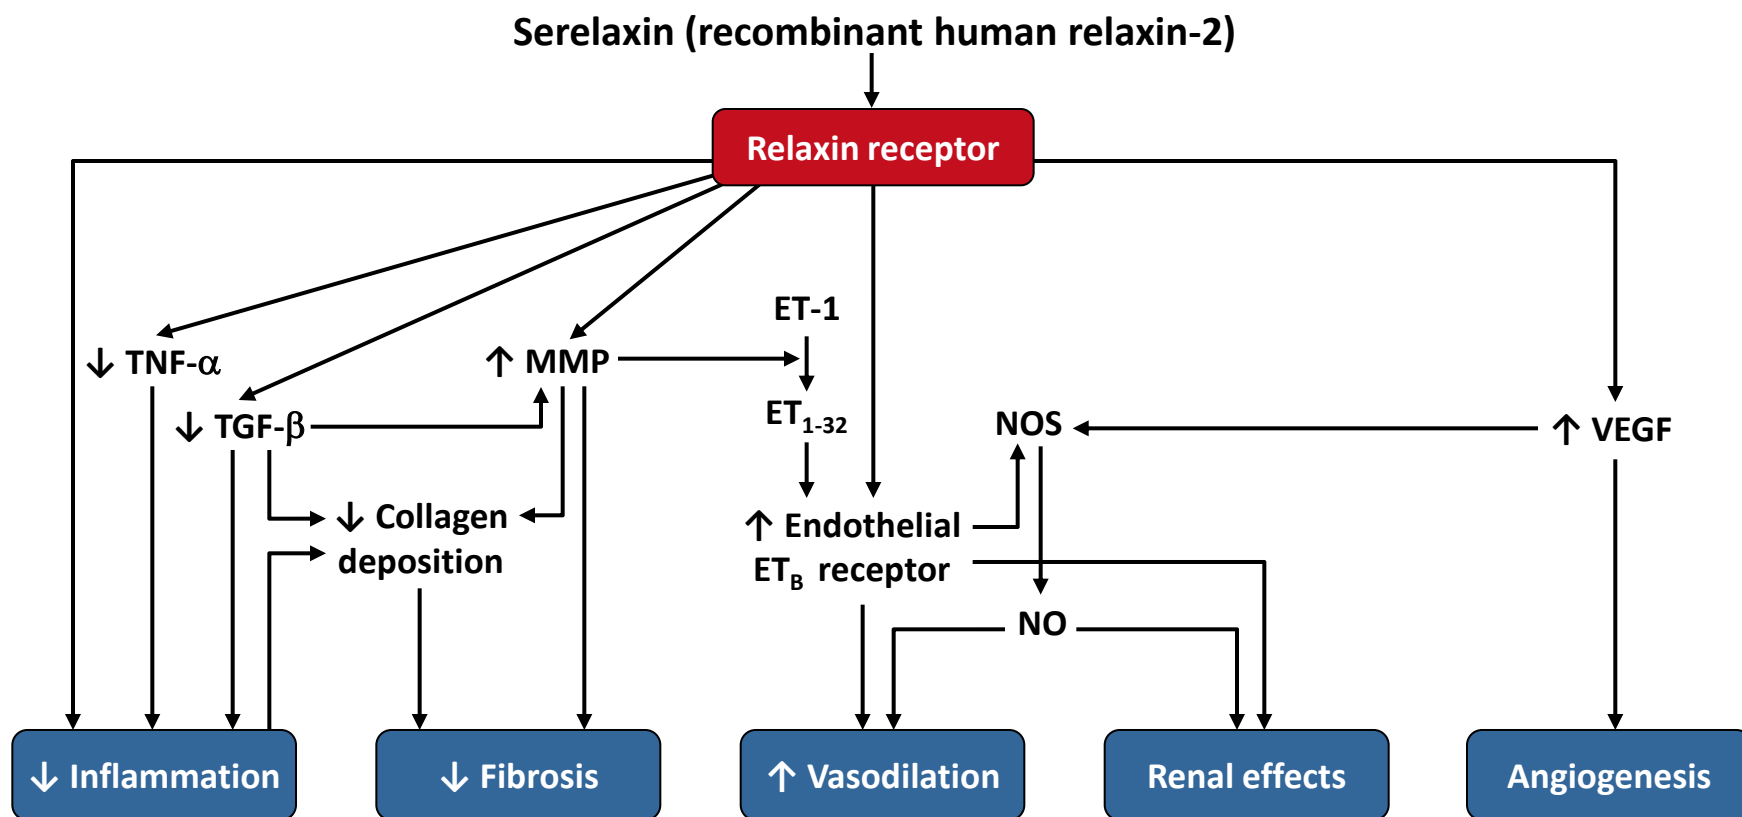 Serelaxin (recombinant human relaxin-2)
Relaxin receptor
ET-1
↓ TNF-α
↑ MMP
ET1-32
↓ TGF-β
NOS
↑ VEGF
↓ Collagen
deposition
↑ Endothelial
ETB receptor
NO
↓ Inflammation
↓ Fibrosis
↑ Vasodilation
Renal effects
Angiogenesis